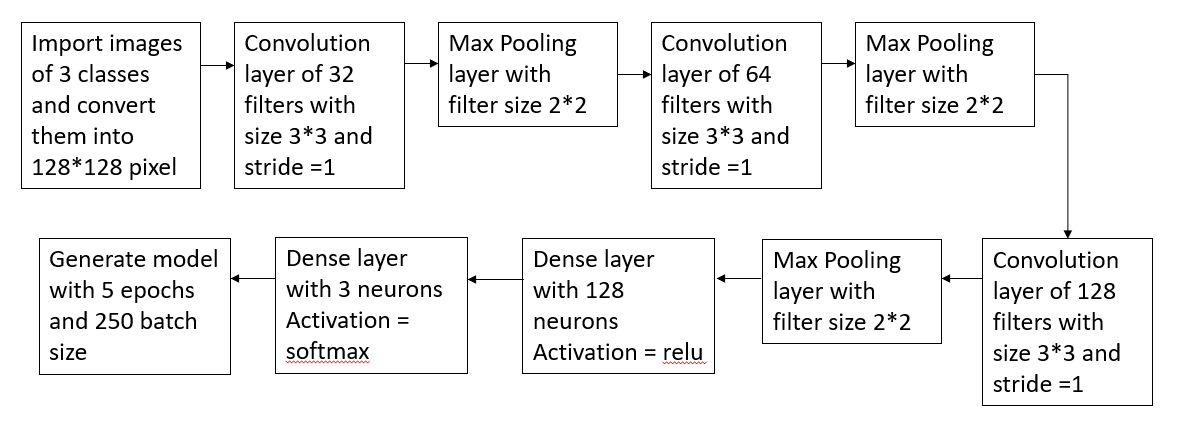 Import images
of 3 classes
and convert
them into
128*128 pixel
Convolution
layer of 32
filters with
size 3*3 and
stride =1
Max Pooling
layer with
filter size 2*2
Convolution
layer of 64
filters with
size 3*3 and
stride =1
Max Pooling
layer with
filter size 2*2
Convolution
layer of 128
filters with
size 3*3 and
stride =1
Max Pooling
layer with
filter size 2*2
Dense layer
with 128
neurons
Activation = relu
Dense layer
with 3 neurons
Activation =
softmax
Generate model
with 5 epochs
and 250 batch
size